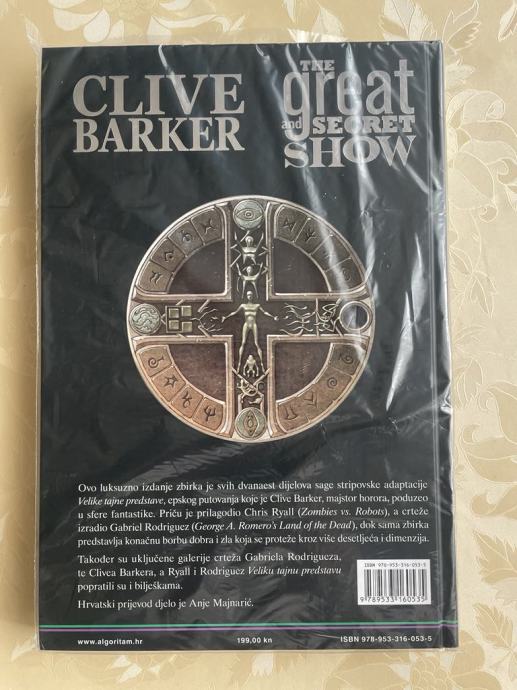 CLIVE
BARKER
THE
great
and SECRET
SHOW
Ovo luksuzno izdanje zbirka je svih dvanaest dijelova sage stripovske adaptacije
Velike tajne predstave, epskog putovanja koje je Clive Barker, majstor horora, poduzeo
u sfere fantastike. Priču je prilagodio Chris Ryall (Zombies vs. Robots), a crteže
izradio Gabriel Rodriguez (George A. Romero's Land of the Dead), dok sama zbirka
predstavlja konačnu borbu dobra i zla koja se proteže kroz više desetljeća i dimenzija.
Također su uključene galerije crteža Gabriela Rodrigueza,
te Clivea Barkera, a Ryall i Rodriguez Veliku tajnu predstavu
popratili su i bilješkama.
Hrvatski prijevod djelo je Anje Majnarić.
ISBN 978-953-316-053-5
9789533160535
www.algoritam.hr
199,00 kn
ISBN 978-953-316-053-5